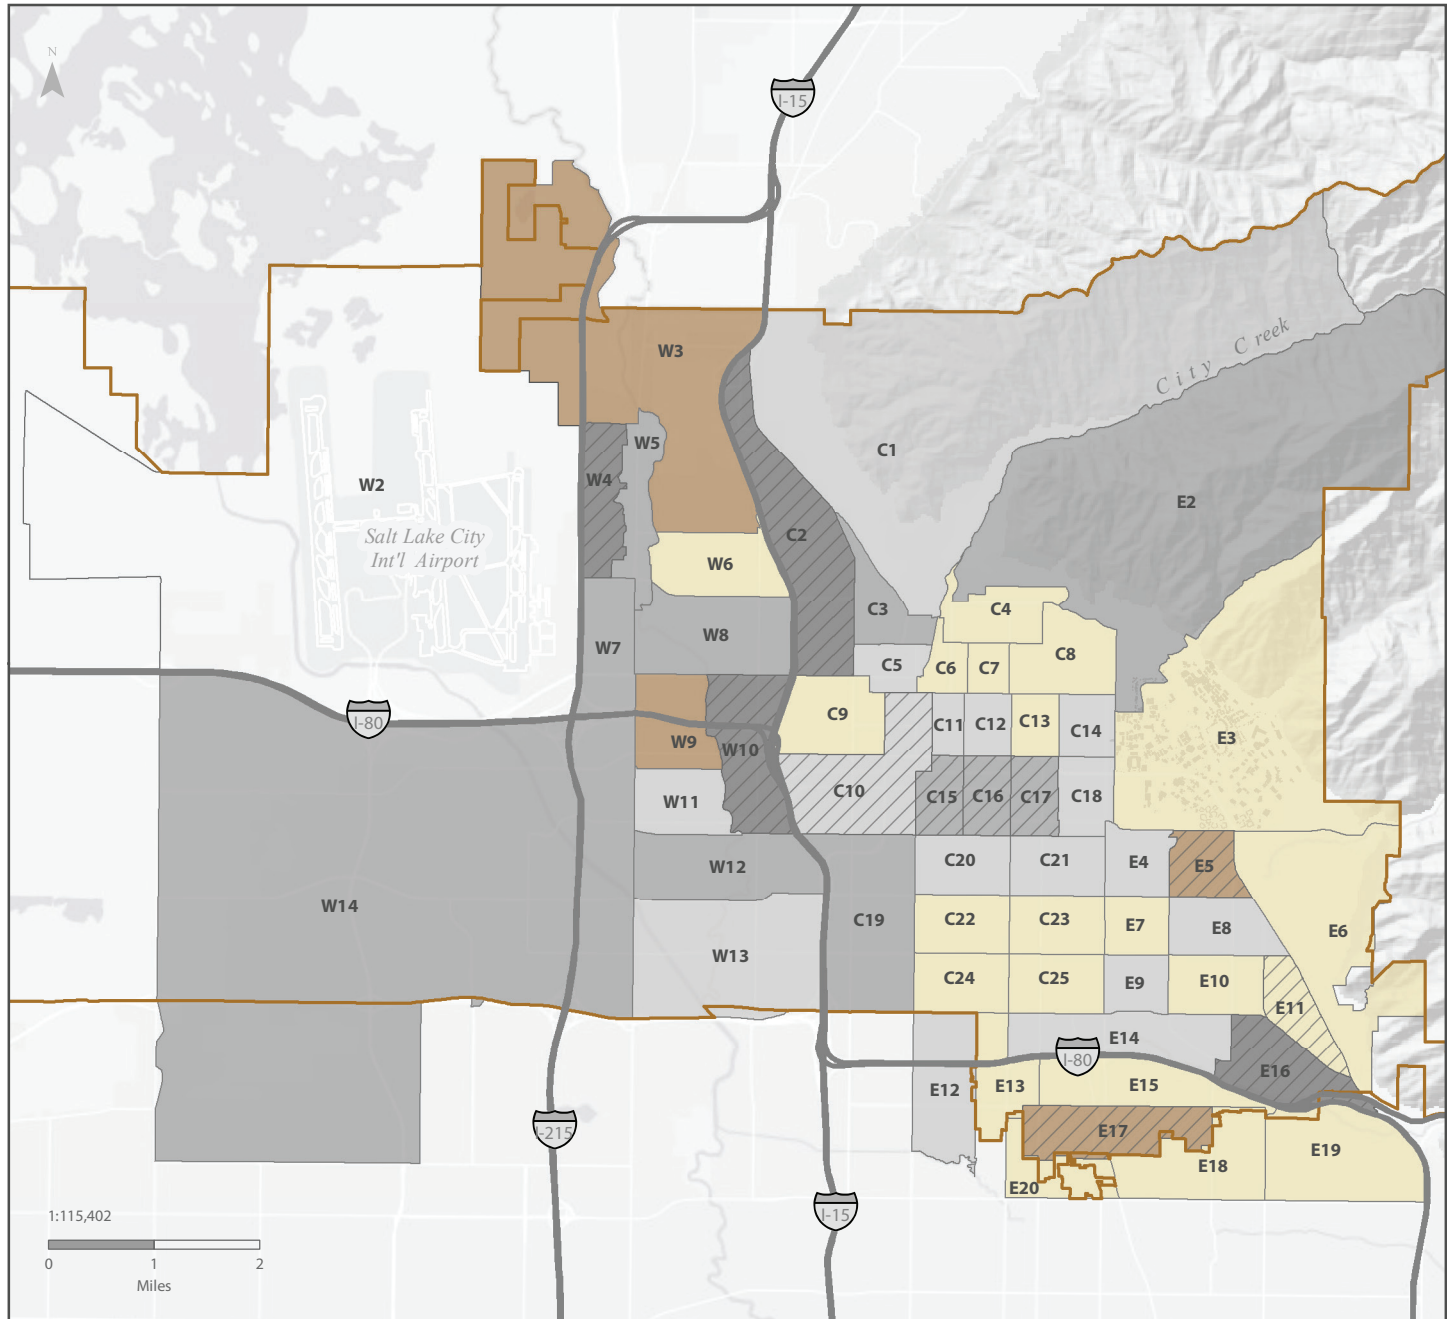 N
I-15
W3
City Creek
W5
C1
W4
W2
E2
Salt Lake City
Int'l Airport
C2
W6
C3
C4
W8
W7
C5
C6
C7
C8
I-80
W9
W10
C9
C11
C12
C13
C14
E3
W11
C10
C15
C16
C17
C18
W12
C20
C21
E4
E5
W14
C19
C22
C23
E7
E8
E6
W13
C24
C25
E9
E10
E11
E14
I-80
E12
E13
E15
E16
I-215
E17
E18
E19
E20
I-15
1:115,402
0 1 2
Miles